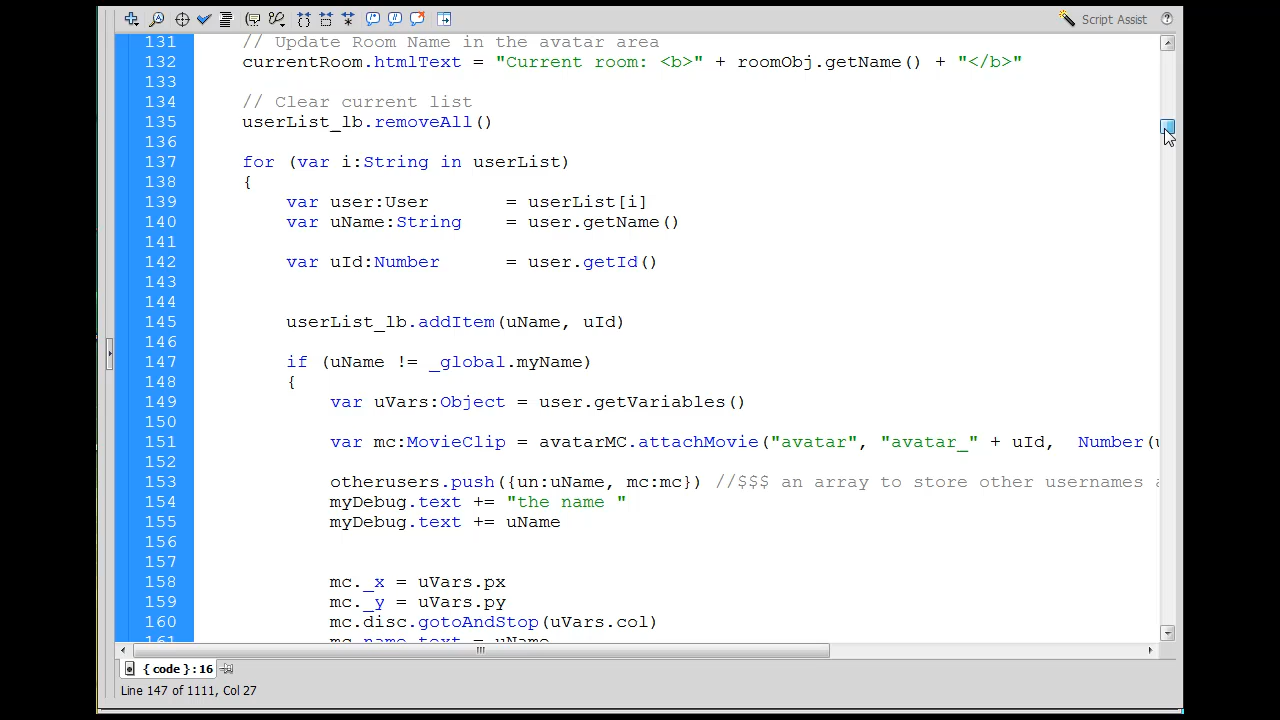 Script Assist
131 // Update Room Name in the avatar area
132 currentRoom.htmlText = "Current room: <b>" + roomObj.getName() + "</b>"
133
134 // Clear current list
135 userList_lb.removeAll()
136
137 for (var i:String in userList)
138 {
139 var user:User = userList[i]
140 var uName:String = user.getName()
141
142 var uId:Number = user.getId()
143
144
145 userList_lb.addItem(uName, uId)
146
147 if (uName != _global.myName)
148 {
149 var uVars:Object = user.getVariables()
150
151 var mc:MovieClip = avatarMC.attachMovie("avatar", "avatar_" + uId, Number(u
152
153 otherusers.push({un:uName, mc:mc}) //$$$ an array to store other usernames a
154 myDebug.text += "the name "
155 myDebug.text += uName
156
157
158 mc._x = uVars.px
159 mc._y = uVars.py
160 mc.disc.gotoAndStop(uVars.col)
161 mc.name.text = uName
{ code } : 16
Line 147 of 1111, Col 27